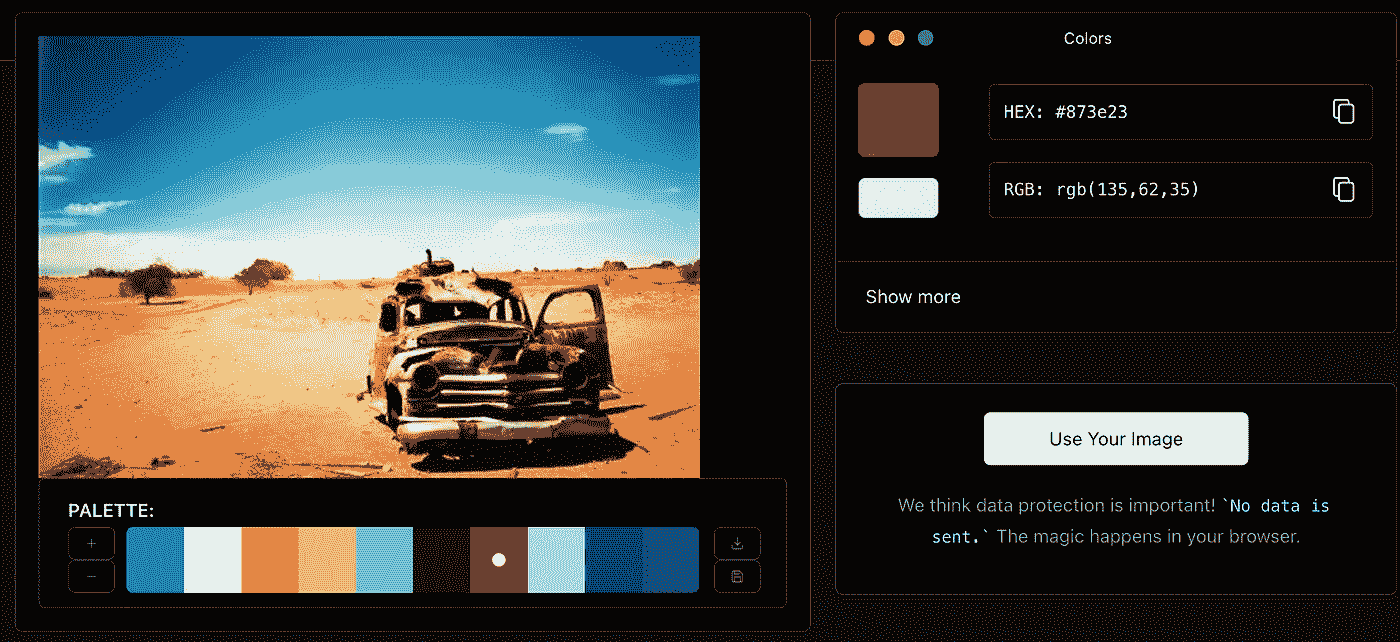 Colors
HEX: #873e23
RGB: rgb(135,62,35)
Show more
Use Your Image
We think data protection is important! `No data is
sent.` The magic happens in your browser.
PALETTE: